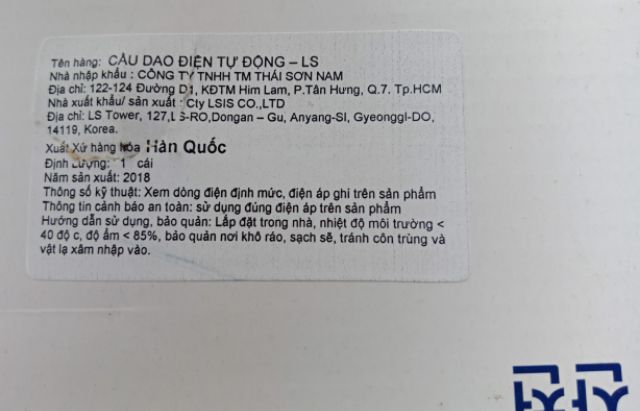 Tên hàng: CẦU DAO ĐIỆN TỰ ĐỘNG – LS
Nhà nhập khẩu : CÔNG TY TNHH TM THÁI SƠN NAM
Địa chỉ: 122-124 Đường D1, KĐTM Him Lam, P.Tân Hưng, Q.7. Tp.HCM
Nhà xuất khẩu/ sản xuất : Cty LSIS CO.,LTD
Địa chỉ: LS Tower, 127,LS-RO,Dongan – Gu, Anyang-SI, GyeonggI-DO,
14119, Korea.
Xuất Xứ hàng hóa Hàn Quốc
Định Lượng: 1 cái
Năm sản xuất: 2018
Thông số kỹ thuật: Xem dòng điện định mức, điện áp ghi trên sản phẩm
Thông tin cảnh báo an toàn: sử dụng đúng điện áp trên sản phẩm
Hướng dẫn sử dụng, bảo quản: Lắp đặt trong nhà, nhiệt độ môi trường <
40 độ c, độ ẩm < 85%, bảo quản nơi khô ráo, sạch sẽ, tránh côn trùng và
vật lạ xâm nhập vào.